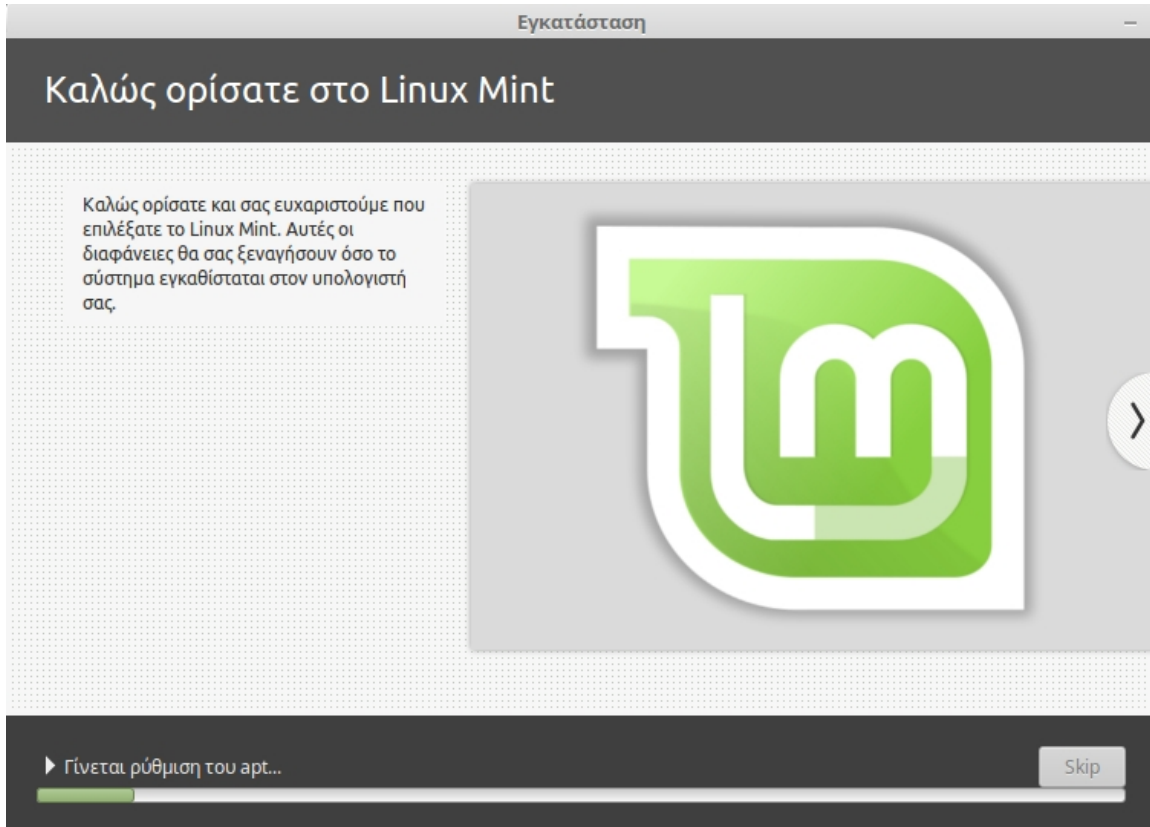 Εγκατάσταση
Καλώς ορίσατε στο Linux Mint
Καλώς ορίσατε και σας ευχαριστούμε που
επιλέξατε το Linux Mint. Αυτές οι
διαφάνειες θα σας ξεναγήσουν όσο το
σύστημα εγκαθίσταται στον υπολογιστή
σας.
lm
Γίνεται ρύθμιση του apt...
Skip